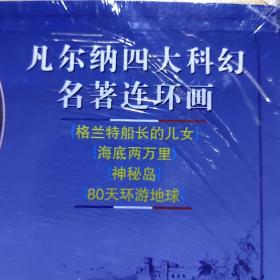 凡尔纳四大科幻
名著连环画
{格兰特船长的儿女}
{海底两万里}
{神秘岛}
{80天环游地球}